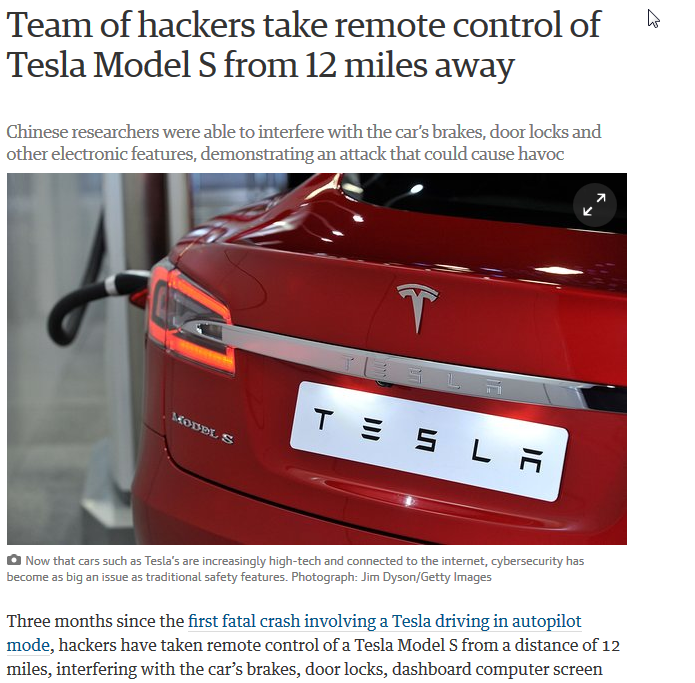 Team of hackers take remote control of
Tesla Model S from 12 miles away
Chinese researchers were able to interfere with the car’s brakes, door locks and
other electronic features, demonstrating an attack that could cause havoc
TESLA
MODEL S
TESLA
Now that cars such as Tesla's are increasingly high-tech and connected to the internet, cybersecurity has
become as big an issue as traditional safety features. Photograph: Jim Dyson/Getty Images
Three months since the first fatal crash involving a Tesla driving in autopilot
mode, hackers have taken remote control of a Tesla Model S from a distance of 12
miles, interfering with the car’s brakes, door locks, dashboard computer screen